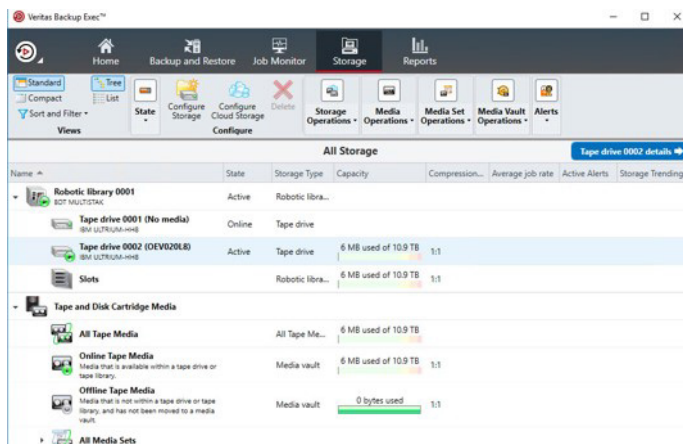 Veritas Backup Exec™
Home
Backup and Restore
Job Monitor
Storage
Reports
Standard
Compact
Sort and Filter
Tree
List
Views
State
Configure Storage
Configure Cloud Storage
Delete
Configure
Storage Operations
Media Operations
Media Set Operations
Media Vault Operations
Alerts
All Storage
Tape drive 0002 details
Name State Storage Type Capacity Compression... Average job rate Active Alerts Storage Trending
Robotic library 0001 Active Robotic libra...
BDT MULTISTAK
Tape drive 0001 (No media) Online Tape drive
IBM ULTRIUM-HH8
Tape drive 0002 (OEV020L8) Active Tape drive 6 MB used of 10.9 TB 1:1
IBM ULTRIUM-HH8
Slots Robotic libra... 6 MB used of 10.9 TB 1:1
Tape and Disk Cartridge Media
All Tape Media All Tape Me... 6 MB used of 10.9 TB
Online Tape Media Media vault 6 MB used of 10.9 TB 1:1
Media that is available within a tape drive or
tape library.
Offline Tape Media Media vault 0 bytes used 1:1
Media that is not within a tape drive or tape
library, and has not been moved to a media
vault.
All Media Sets